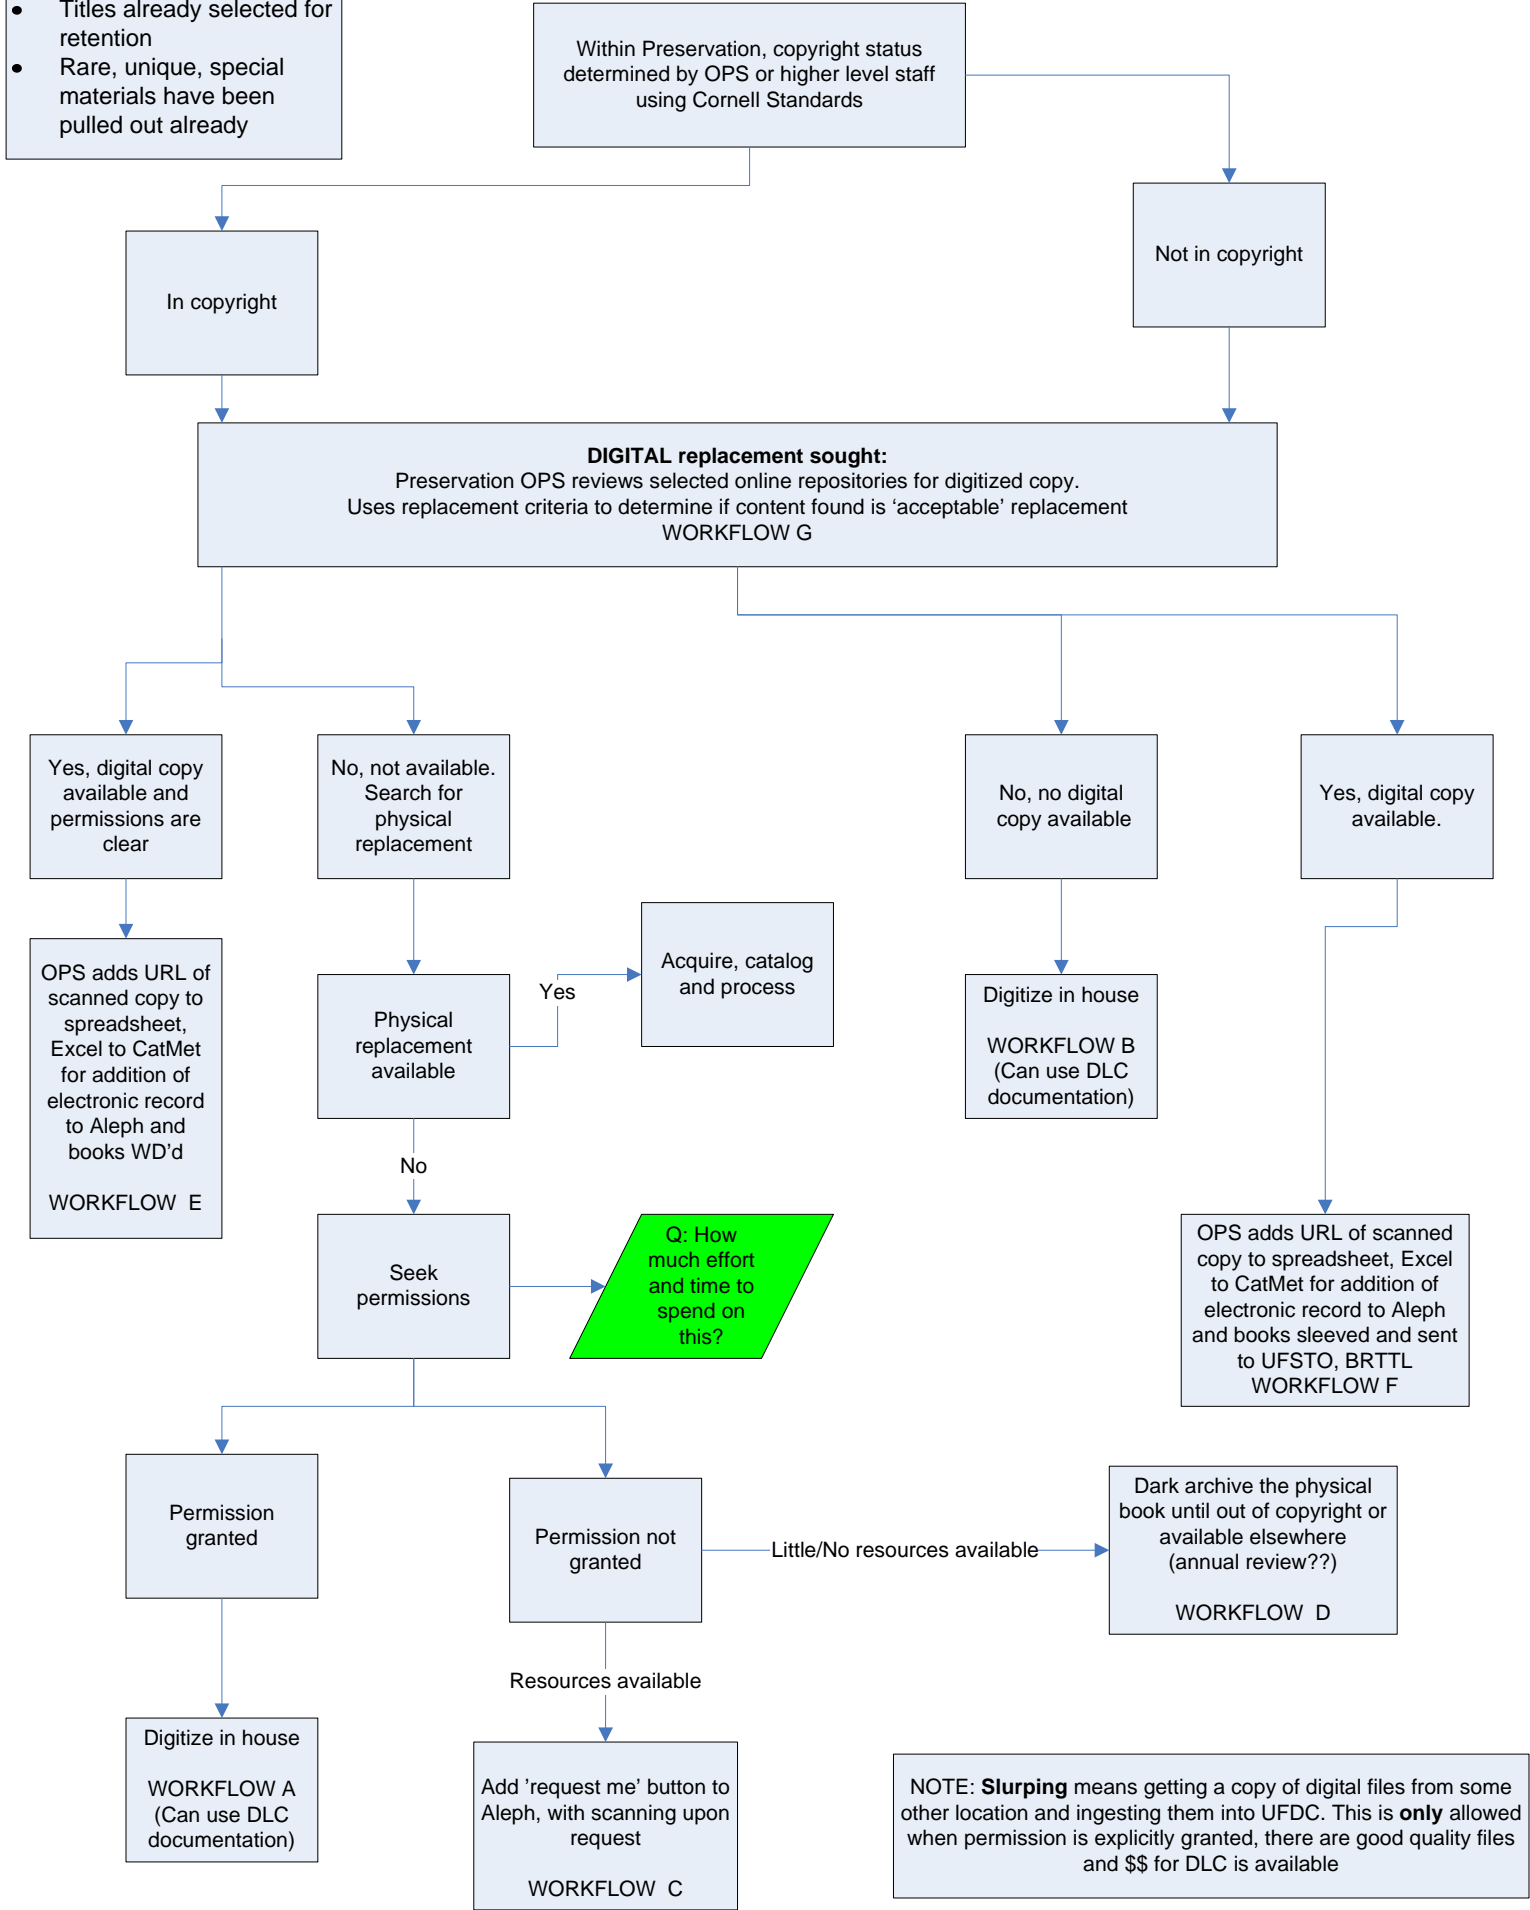 • Titles already selected for
retention
• Rare, unique, special
materials have been
pulled out already
Within Preservation, copyright status
determined by OPS or higher level staff
using Cornell Standards
In copyright
Not in copyright
DIGITAL replacement sought:
Preservation OPS reviews selected online repositories for digitized copy.
Uses replacement criteria to determine if content found is ‘acceptable’ replacement
WORKFLOW G
Yes, digital copy
available and
permissions are
clear
No, not available.
Search for
physical
replacement
No, no digital
copy available
Yes, digital copy
available.
OPS adds URL of
scanned copy to
spreadsheet,
Excel to CatMet
for addition of
electronic record
to Aleph and
books WD’d
WORKFLOW E
Physical
replacement
available
Yes
Acquire, catalog
and process
Digitize in house
WORKFLOW B
(Can use DLC
documentation)
No
Seek
permissions
Q: How
much effort
and time to
spend on
this?
OPS adds URL of scanned
copy to spreadsheet, Excel
to CatMet for addition of
electronic record to Aleph
and books sleeved and sent
to UFSTO, BRTTL
WORKFLOW F
Permission
granted
Permission not
granted
Little/No resources available
Dark archive the physical
book until out of copyright or
available elsewhere
(annual review??)
WORKFLOW D
Resources available
Digitize in house
WORKFLOW A
(Can use DLC
documentation)
Add ’request me’ button to
Aleph, with scanning upon
request
WORKFLOW C
NOTE: Slurping means getting a copy of digital files from some
other location and ingesting them into UFDC. This is only allowed
when permission is explicitly granted, there are good quality files
and $$ for DLC is available